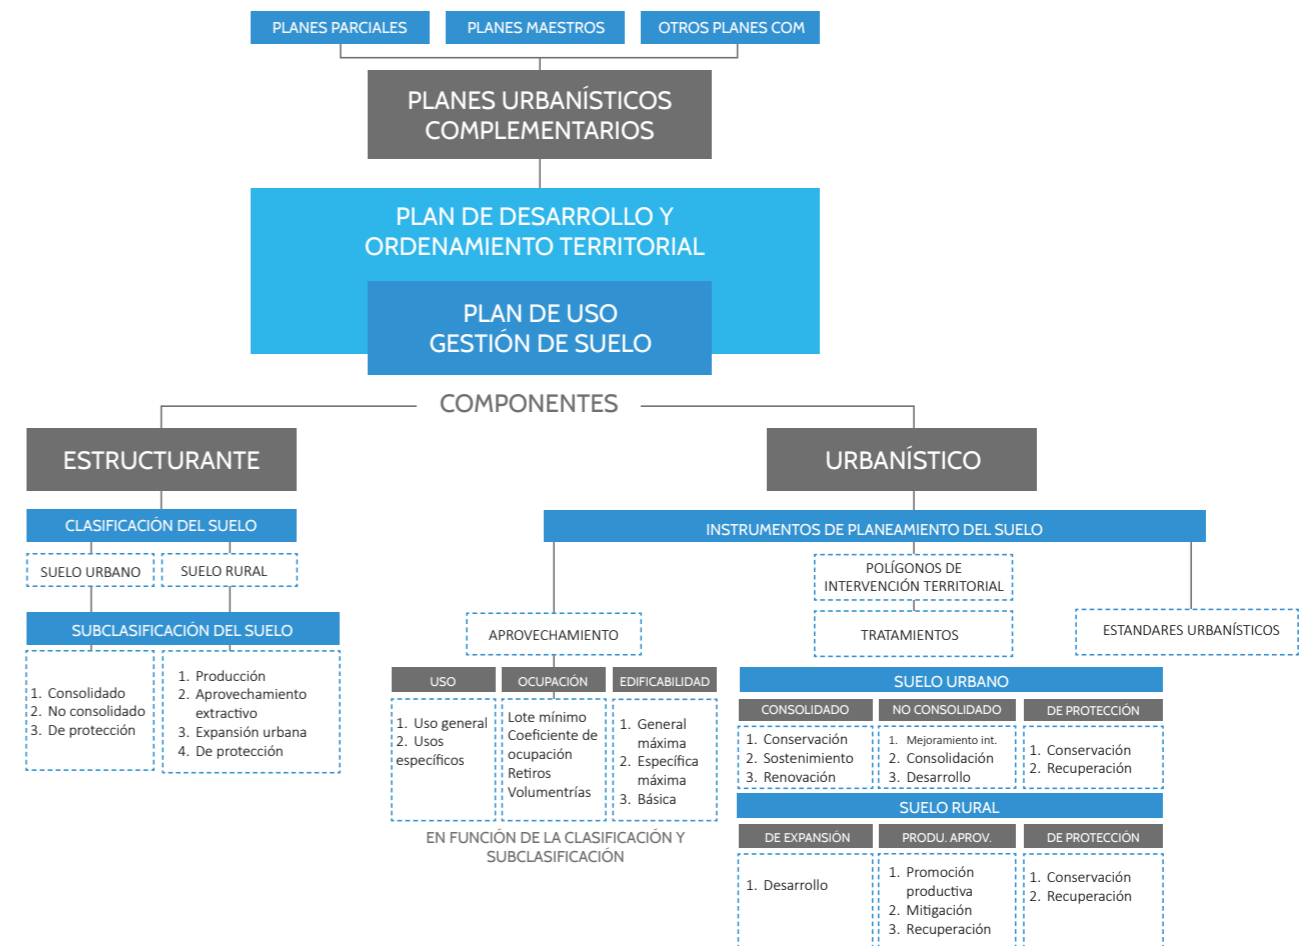 PLANES PARCIALES
PLANES MAESTROS
OTROS PLANES COM
PLANES URBANÍSTICOS
COMPLEMENTARIOS
PLAN DE DESARROLLO Y
ORDENAMIENTO TERRITORIAL
PLAN DE USO
GESTIÓN DE SUELO
COMPONENTES
ESTRUCTURANTE
CLASIFICACIÓN DEL SUELO
SUELO URBANO
SUELO RURAL
SUBCLASIFICACIÓN DEL SUELO
1. Consolidado
2. No consolidado
3. De protección
1. Producción
2. Aprovechamiento
extractivo
3. Expansión urbana
4. De protección
URBANÍSTICO
INSTRUMENTOS DE PLANEAMIENTO DEL SUELO
APROVECHAMIENTO
USO
1. Uso general
2. Usos
específicos
OCUPACIÓN
Lote mínimo
Coeficiente de
ocupación
Retiros
Volumentrías
EDIFICABILIDAD
1. General
máxima
2. Específica
máxima
3. Básica
EN FUNCIÓN DE LA CLASIFICACIÓN Y
SUBCLASIFICACIÓN
POLÍGONOS DE
INTERVENCIÓN TERRITORIAL
TRATAMIENTOS
ESTANDARES URBANÍSTICOS
SUELO URBANO
CONSOLIDADO
1. Conservación
2. Sostenimiento
3. Renovación
NO CONSOLIDADO
1. Mejoramiento int.
2. Consolidación
3. Desarrollo
DE PROTECCIÓN
1. Conservación
2. Recuperación
SUELO RURAL
DE EXPANSIÓN
1. Desarrollo
PRODU. APROV.
1. Promoción
productiva
2. Mitigación
3. Recuperación
DE PROTECCIÓN
1. Conservación
2. Recuperación